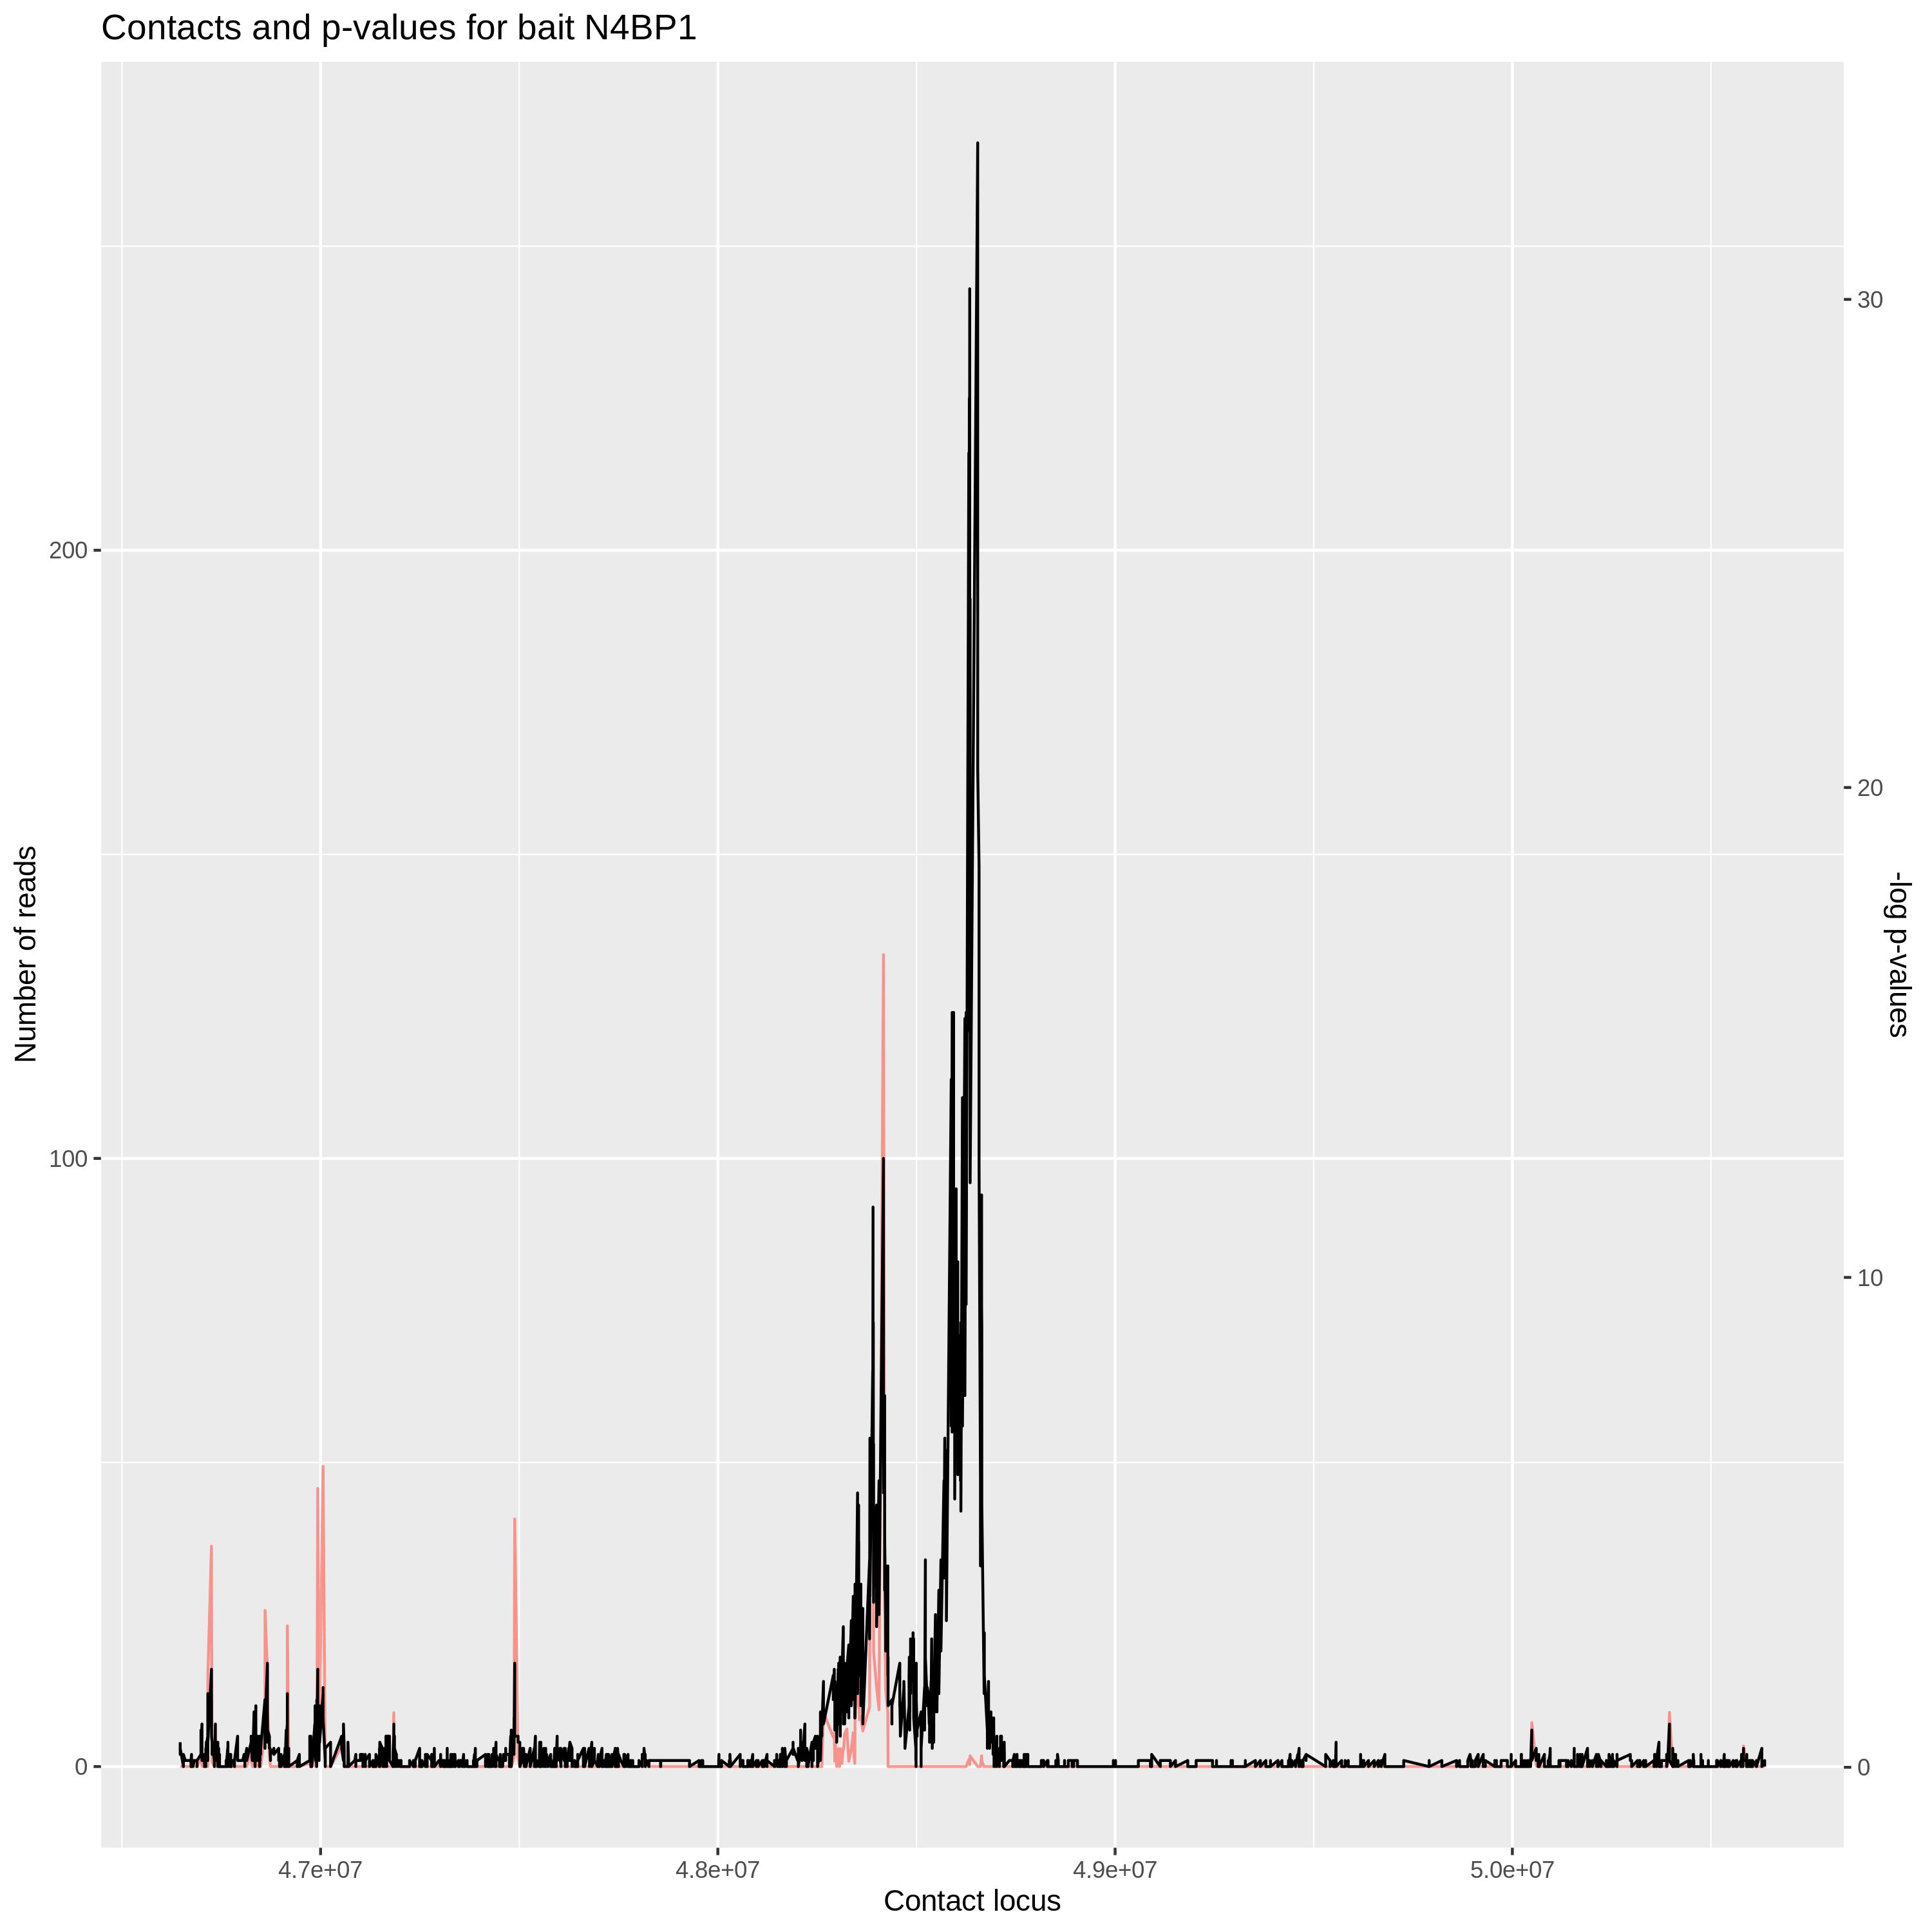 Contacts and p-values for bait N4BP1
Number of reads
200
100
0
30
20
10
0
-log p-values
4.7e+07
4.8e+07
4.9e+07
5.0e+07
Contact locus